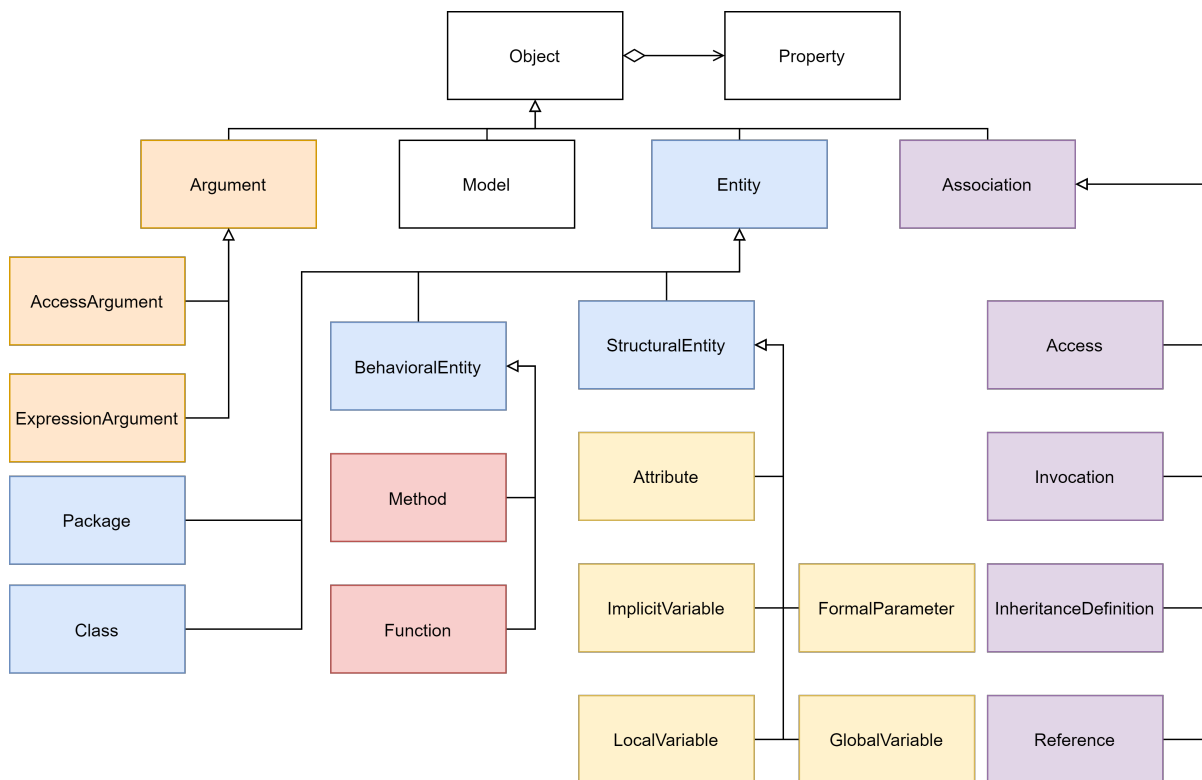 Object
Property
Argument
Model
Entity
Association
AccessArgument
BehavioralEntity
StructuralEntity
Access
ExpressionArgument
Package
Method
Attribute
Invocation
Class
Function
ImplicitVariable
FormalParameter
InheritanceDefinition
LocalVariable
GlobalVariable
Reference